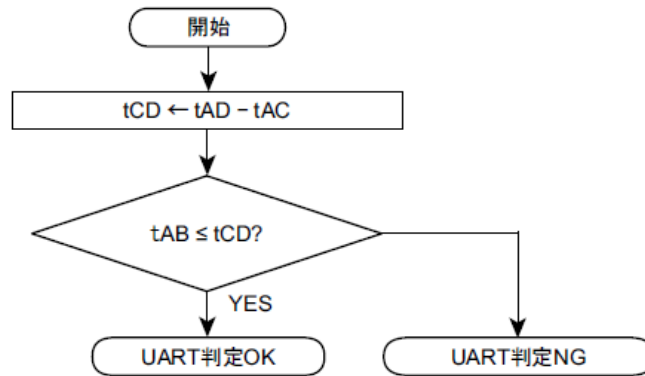 開始
tCD ← tAD − tAC
tAB ≤ tCD?
YES
UART判定OK
UART判定NG